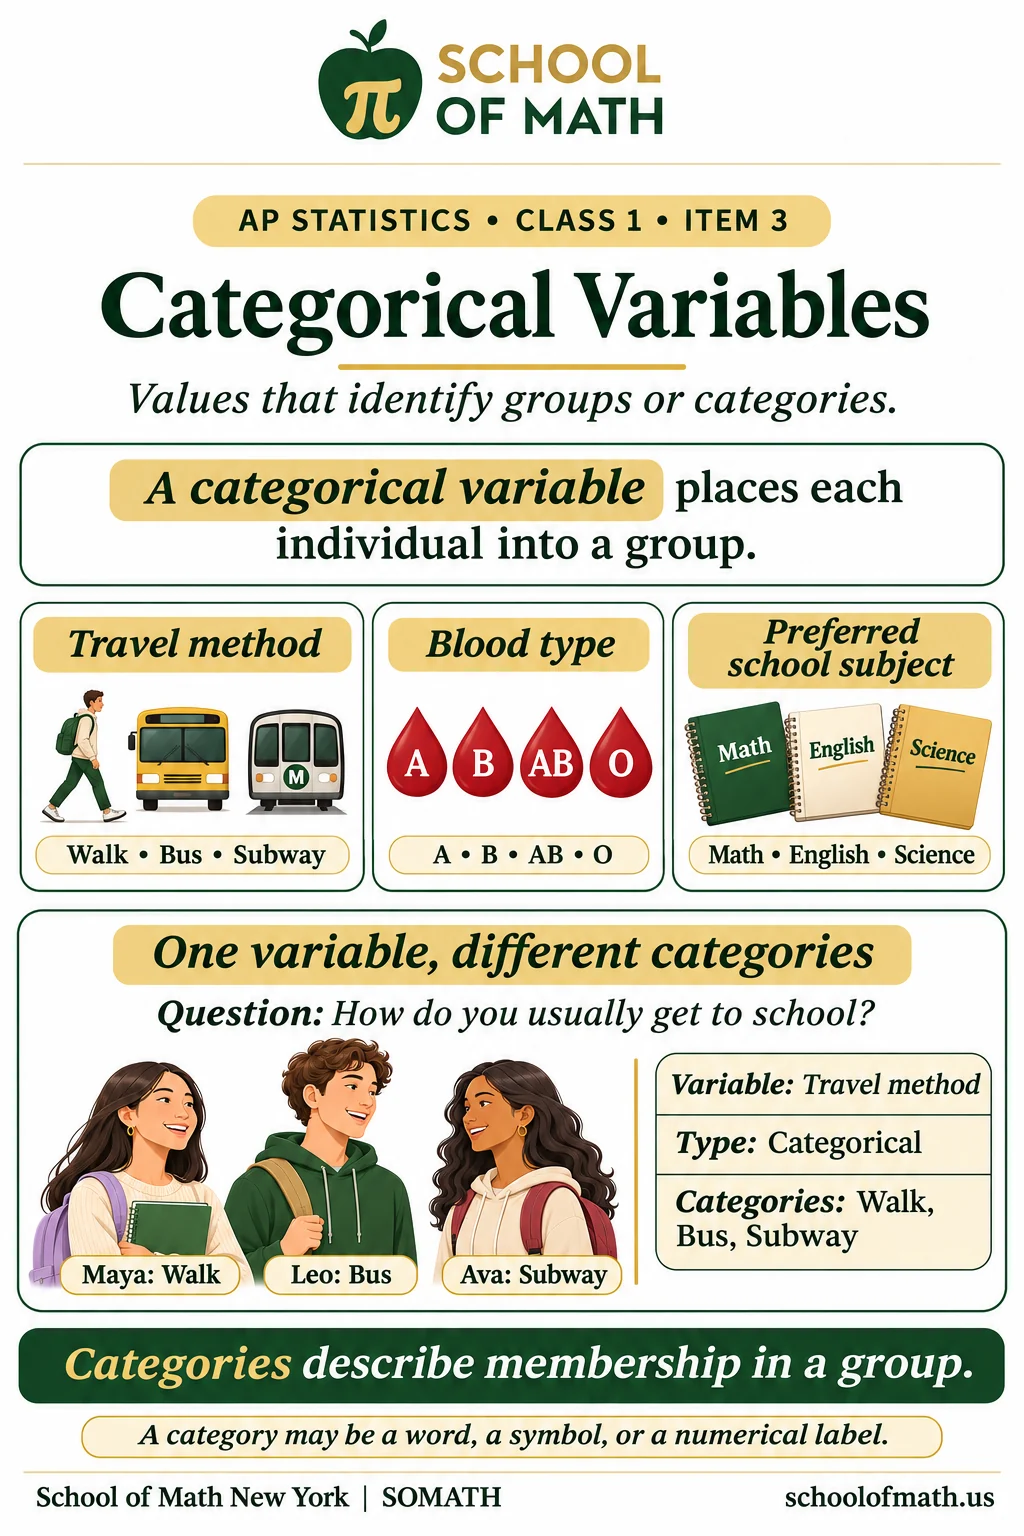 π
SCHOOL
OF MATH
AP STATISTICS • CLASS 1 • ITEM 3
Categorical Variables
Values that identify groups or categories.
A categorical variable places each
individual into a group.
Travel method
M
Walk • Bus • Subway
Blood type
A B AB O
A • B • AB • O
Preferred
school subject
Math English Science
Math • English • Science
One variable, different categories
Question: How do you usually get to school?
Maya: Walk
Leo: Bus
Ava: Subway
Variable: Travel method
Type: Categorical
Categories: Walk,
Bus, Subway
Categories describe membership in a group.
A category may be a word, a symbol, or a numerical label.
School of Math New York | SOMATH
schoolofmath.us